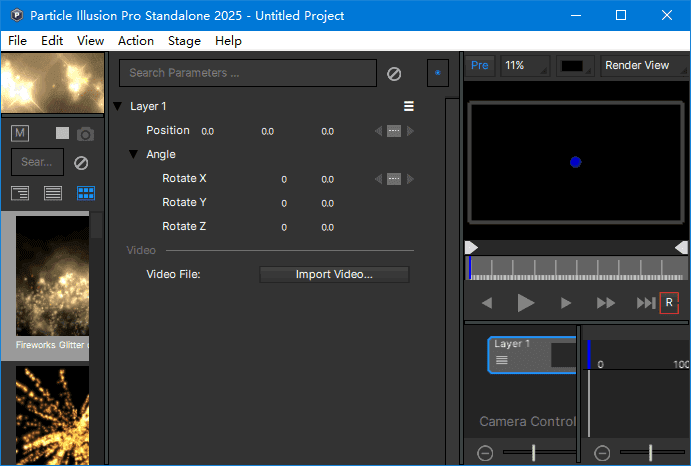 Particle Illusion Pro Standalone 2025 - Untitled Project
File Edit View Action Stage Help
Search Parameters ...
Pre 11% Render View
Layer 1
M
Position 0.0 0.0 0.0
Sear...
Angle
Rotate X 0 0.0
Rotate Y 0 0.0
Rotate Z 0 0.0
Video
Video File: Import Video...
R
Fireworks Glitter
Layer 1
0 100
Camera Control